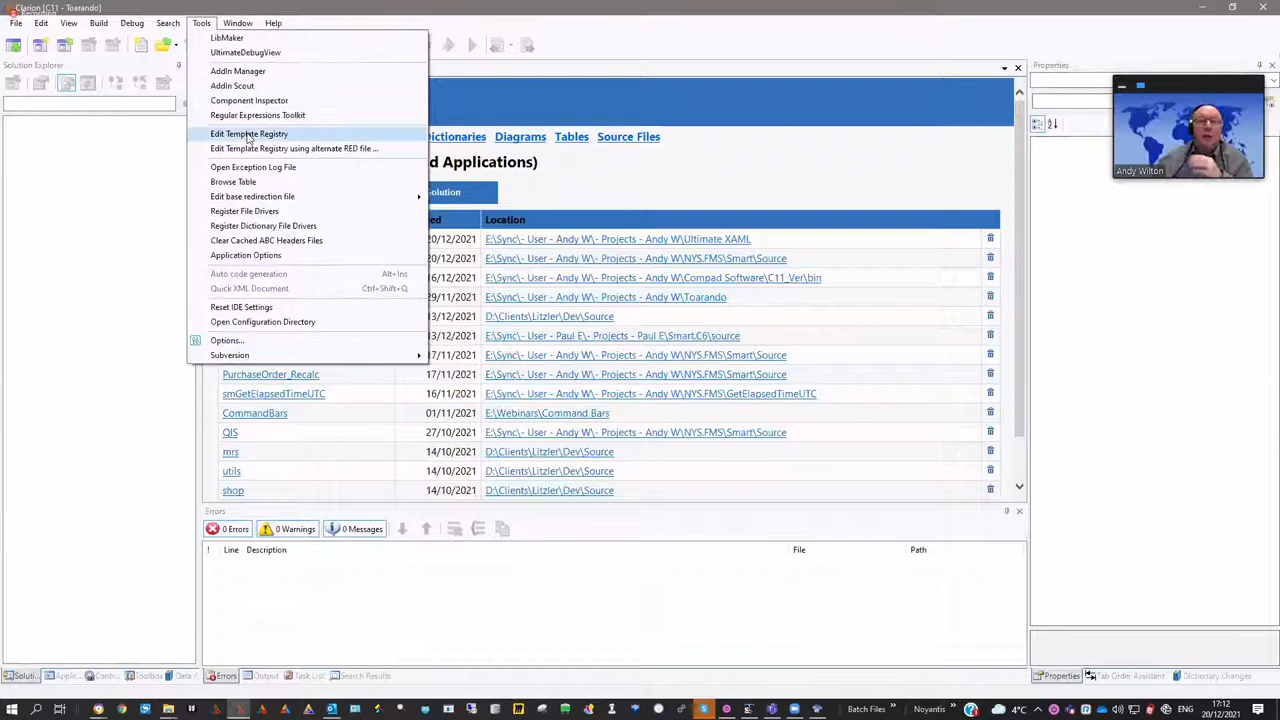 Clarion [C11 - Toarando]
File Edit View Build Debug Search Tools Window Help
Solution Explorer
LibMaker
UltimateDebugView
AddIn Manager
AddIn Scout
Component Inspector
Regular Expressions Toolkit
Edit Template Registry
Edit Template Registry using alternate RED file ...
Open Exception Log File
Browse Table
Edit base redirection file
Register File Drivers
Register Dictionary File Drivers
Clear Cached ABC Headers Files
Application Options
Auto code generation Alt+Ins
Quick XML Document Ctrl+Shift+Q
Reset IDE Settings
Open Configuration Directory
Options...
Subversion
Properties
Andy Wilton
ictionaries Diagrams Tables Source Files
d Applications)
olution
ed Location
20/12/2021 E:\Sync\- User - Andy W\- Projects - Andy W\Ultimate XAML
20/12/2021 E:\Sync\- User - Andy W\- Projects - Andy W\NYS.FMS\Smart\Source
16/12/2021 E:\Sync\- User - Andy W\- Projects - Andy W\Compad Software\C11_Ver\bin
29/11/2021 E:\Sync\- User - Andy W\- Projects - Andy W\Toarando
13/12/2021 D:\Clients\Litzler\Dev\Source
13/12/2021 E:\Sync\- User - Paul E\- Projects - Paul E\Smart.C6\source
17/11/2021 E:\Sync\- User - Andy W\- Projects - Andy W\NYS.FMS\Smart\Source
PurchaseOrder_Recalc 17/11/2021 E:\Sync\- User - Andy W\- Projects - Andy W\NYS.FMS\Smart\Source
smGetElapsedTimeUTC 16/11/2021 E:\Sync\- User - Andy W\- Projects - Andy W\NYS.FMS\GetElapsedTimeUTC
CommandBars 01/11/2021 E:\Webinars\Command Bars
QIS 27/10/2021 E:\Sync\- User - Andy W\- Projects - Andy W\NYS.FMS\Smart\Source
mrs 14/10/2021 D:\Clients\Litzler\Dev\Source
utils 14/10/2021 D:\Clients\Litzler\Dev\Source
shop 14/10/2021 D:\Clients\Litzler\Dev\Source
Errors
0 Errors 0 Warnings 0 Messages
! Line Description File Path
Soluti... Applic... Contr... Toolbox Data / Errors Output Task List Search Results Properties Tab Order Assistant Dictionary Changes
Batch Files Noyantis 4°C ENG 17:12
20/12/2021